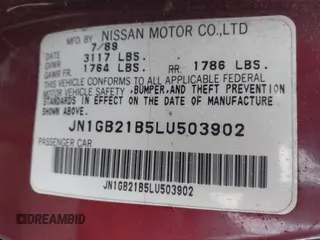 MFD. BY NISSAN MOTOR CO.,LTD
DATE 7/89
GVWR 3117 LBS.
GAWR FR. 1764 LBS. RR. 1786 LBS.
THIS VEHICLE CONFORMS TO ALL APPLICABLE FEDERAL
MOTOR VEHICLE SAFETY, BUMPER, AND THEFT PREVENTION
STANDARDS IN EFFECT ON THE DATE OF MANUFACTURE
SHOWN ABOVE.
JN1GB21B5LU503902
PASSENGER CAR
JN1GB21B5LU503902
DREAMBID